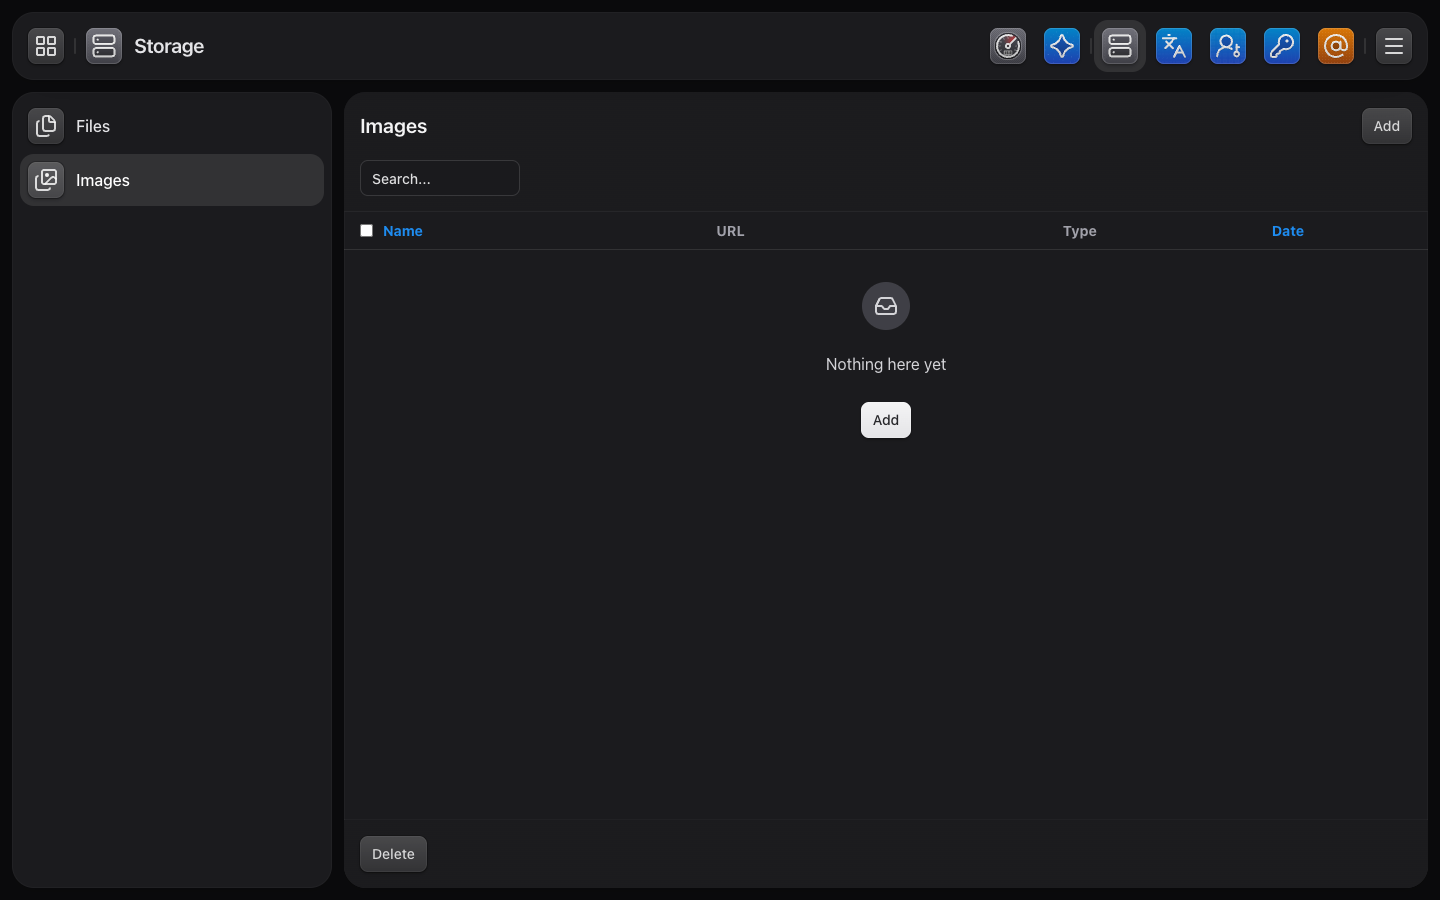 Storage
Files
Images
Images
Add
Search...
Name
URL
Type
Date
Nothing here yet
Add
Delete